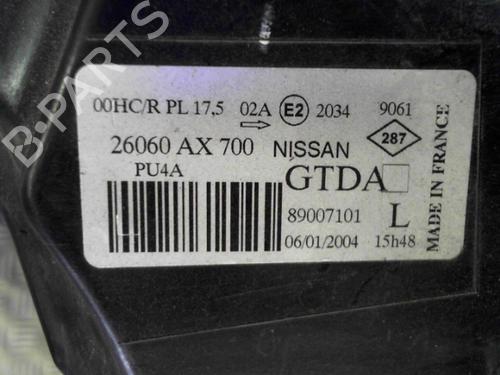 B-PARTS
00HC/R PL 17,5 02A E2 2034 9061
26060 AX 700 NISSAN 287
PU4A GTDA
89007101 L
06/01/2004 15h48
MADE IN FRANCE